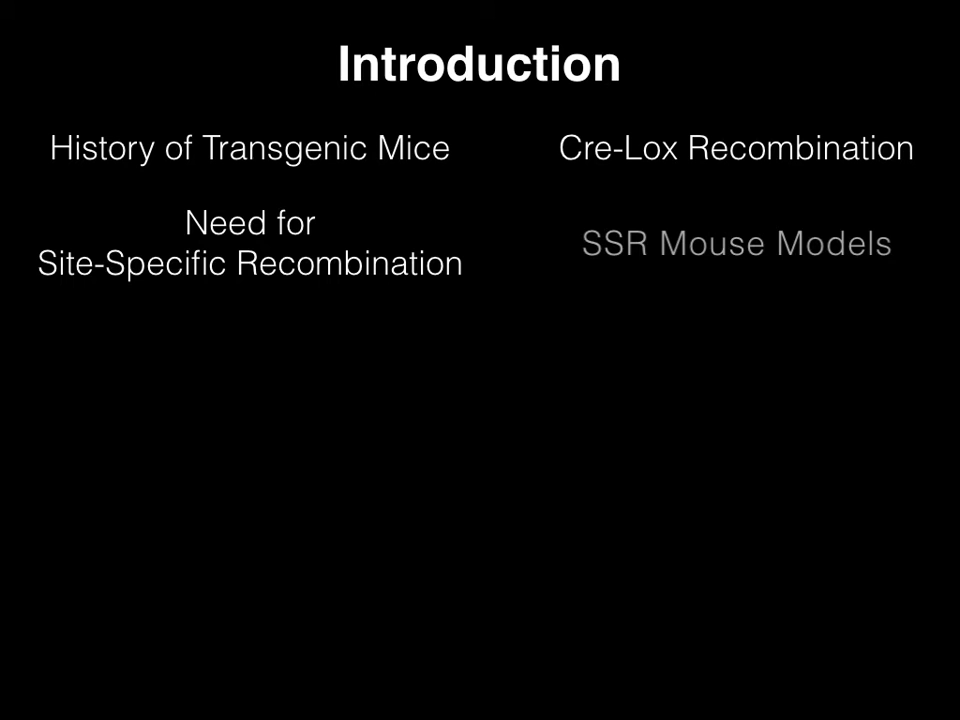 Introduction
History of Transgenic Mice
Need for
Site-Specific Recombination
Cre-Lox Recombination
SSR Mouse Models